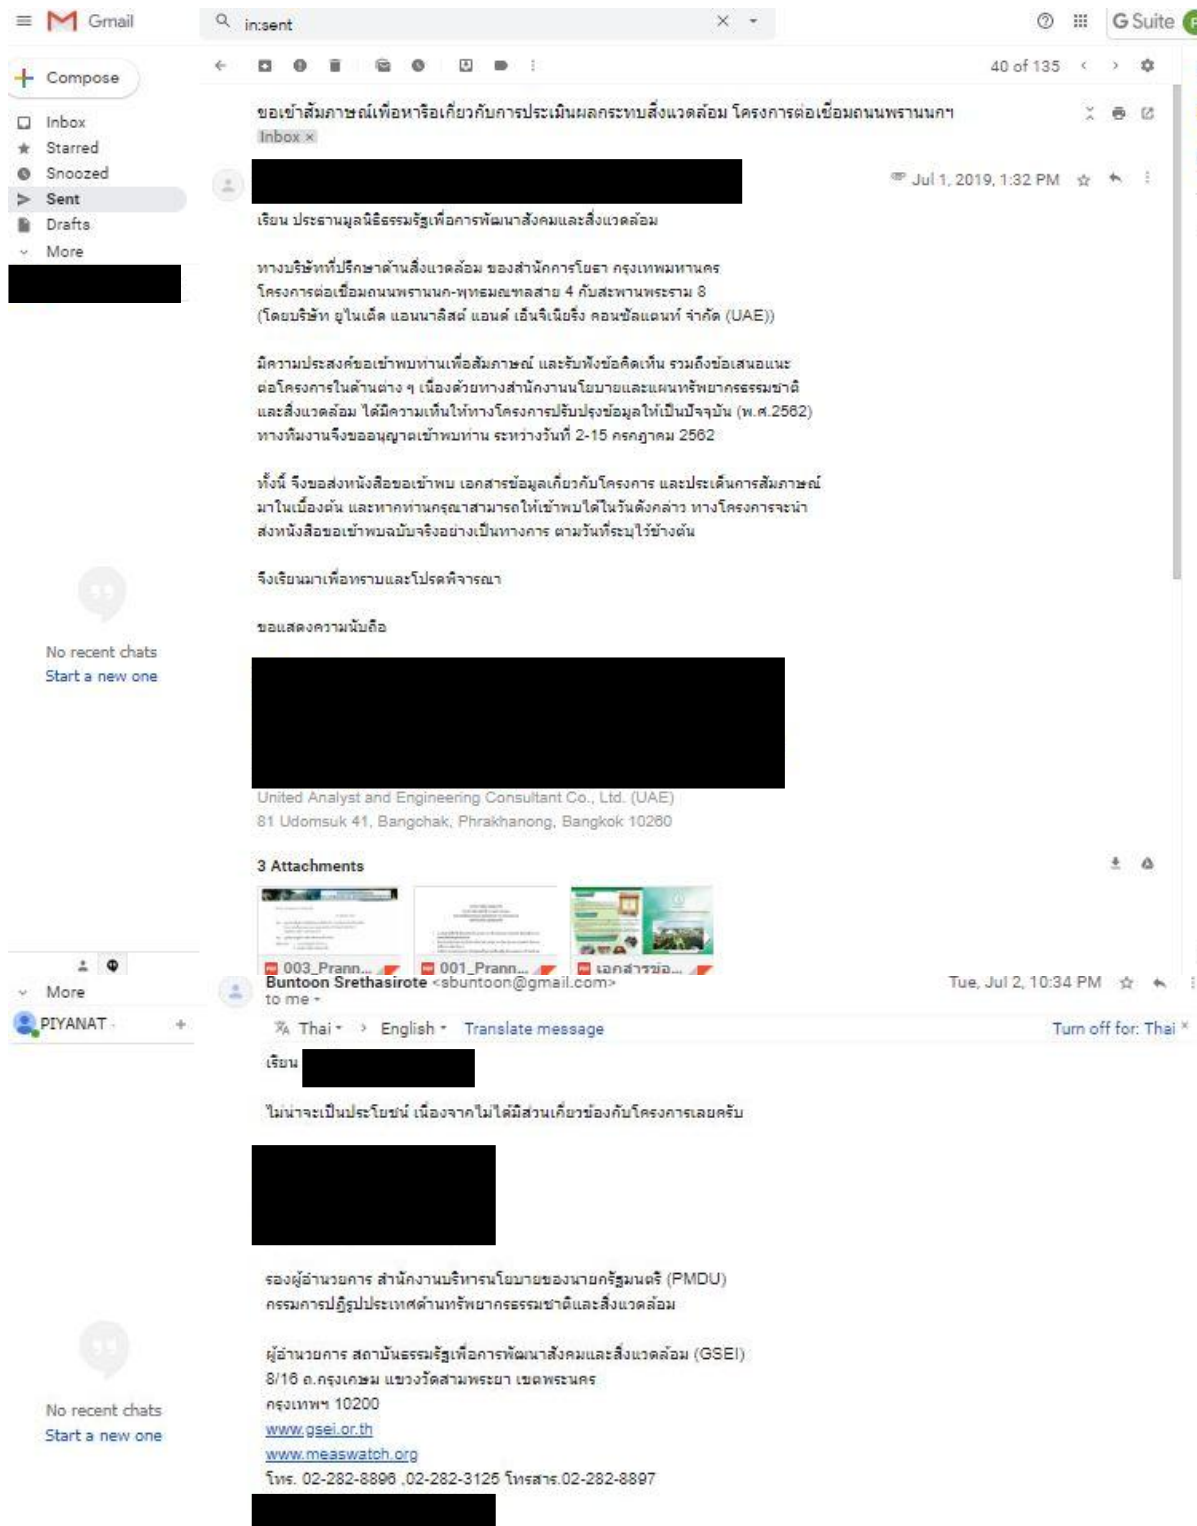 Gmail
in:sent
G Suite
Compose
40 of 135
Inbox
Starred
Snoozed
Sent
Drafts
More
ขอเข้าสัมภาษณ์เพื่อหารือเกี่ยวกับการประเมินผลกระทบสิ่งแวดล้อม โครงการต่อเชื่อมถนนพรานนกฯ
Inbox ×
Jul 1, 2019, 1:32 PM
เรียน ประธานมูลนิธิธรรมรัฐเพื่อการพัฒนาสังคมและสิ่งแวดล้อม
ทางบริษัทที่ปรึกษาด้านสิ่งแวดล้อม ของสำนักการโยธา กรุงเทพมหานคร
โครงการต่อเชื่อมถนนพรานนก-พุทธมณฑลสาย 4 กับสะพานพระราม 8
(โดยบริษัท ยูไนเต็ด แอนนาลิสต์ แอนด์ เอ็นจิเนียริ่ง คอนซัลแตนท์ จำกัด (UAE))
มีความประสงค์ขอเข้าพบท่านเพื่อสัมภาษณ์ และรับฟังข้อคิดเห็น รวมถึงข้อเสนอแนะ
ต่อโครงการในด้านต่าง ๆ เนื่องด้วยทางสำนักงานนโยบายและแผนทรัพยากรธรรมชาติ
และสิ่งแวดล้อม ได้มีความเห็นให้ทางโครงการปรับปรุงข้อมูลให้เป็นปัจจุบัน (พ.ศ.2562)
ทางทีมงานจึงขออนุญาตเข้าพบท่าน ระหว่างวันที่ 2-15 กรกฎาคม 2562
ทั้งนี้ จึงขอส่งหนังสือขอเข้าพบ เอกสารข้อมูลเกี่ยวกับโครงการ และประเด็นการสัมภาษณ์
มาในเบื้องต้น และหากท่านกรุณาสามารถให้เข้าพบได้ในวันดังกล่าว ทางโครงการจะนำ
ส่งหนังสือขอเข้าพบฉบับจริงอย่างเป็นทางการ ตามวันที่ระบุไว้ข้างต้น
จึงเรียนมาเพื่อทราบและโปรดพิจารณา
ขอแสดงความนับถือ
No recent chats
Start a new one
United Analyst and Engineering Consultant Co., Ltd. (UAE)
81 Udomsuk 41, Bangchak, Phrakhanong, Bangkok 10260
3 Attachments
003_Prann...
001_Prann...
เอกสารข้อ...
More
PIYANAT
Buntoon Srethasirote <sbuntoon@gmail.com>
to me
Tue, Jul 2, 10:34 PM
Thai > English Translate message
Turn off for: Thai ×
เรียน
ไม่น่าจะเป็นประโยชน์ เนื่องจากไม่ได้มีส่วนเกี่ยวข้องกับโครงการเลยครับ
รองผู้อำนวยการ สำนักงานบริหารนโยบายของนายกรัฐมนตรี (PMDU)
กรรมการปฏิรูปประเทศด้านทรัพยากรธรรมชาติและสิ่งแวดล้อม
ผู้อำนวยการ สถาบันธรรมรัฐเพื่อการพัฒนาสังคมและสิ่งแวดล้อม (GSEI)
8/16 ถ.กรุงเกษม แขวงวัดสามพระยา เขตพระนคร
กรุงเทพฯ 10200
www.gsei.or.th
www.measwatch.org
โทร. 02-282-8896 ,02-282-3125 โทรสาร.02-282-8897
No recent chats
Start a new one